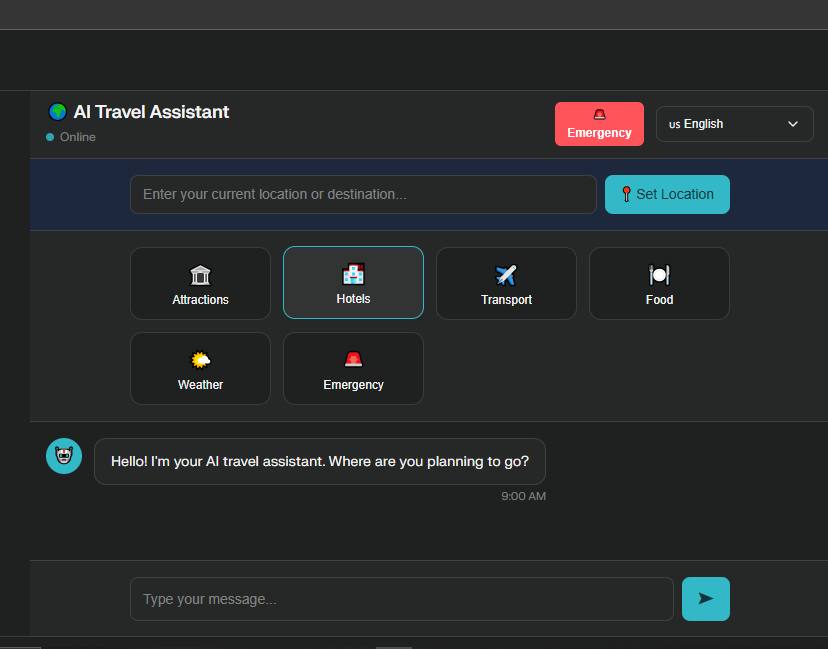 AI Travel Assistant
Online
Emergency
us English
Enter your current location or destination...
Set Location
Attractions
Hotels
Transport
Food
Weather
Emergency
Hello! I'm your AI travel assistant. Where are you planning to go?
9:00 AM
Type your message...